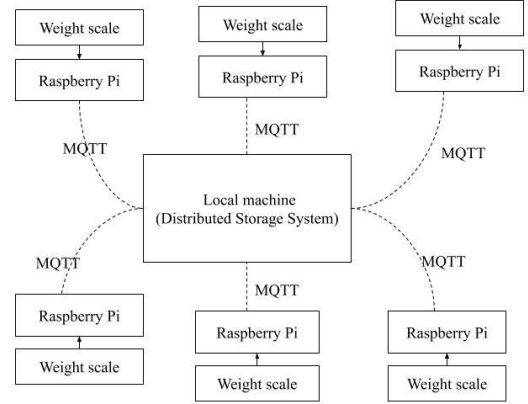 Weight scale
Weight scale
Weight scale
Raspberry Pi
Raspberry Pi
Raspberry Pi
MQTT
MQTT
MQTT
Local machine
(Distributed Storage System)
MQTT
MQTT
MQTT
Raspberry Pi
Raspberry Pi
Raspberry Pi
Weight scale
Weight scale
Weight scale